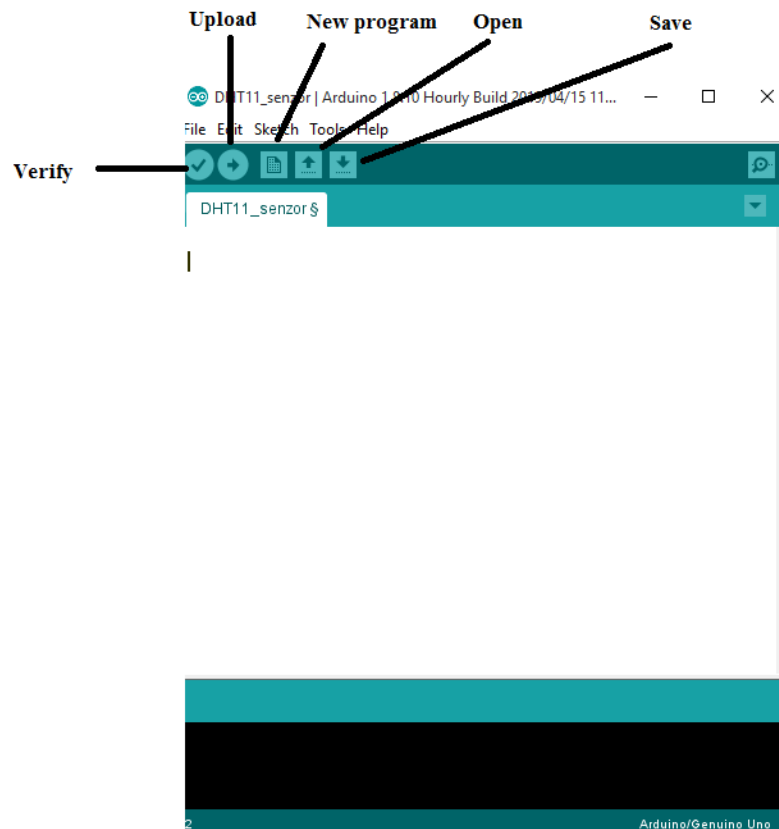 Upload
New program
Open
Save
DHT11_senzor | Arduino 1.8.10 Hourly Build 2019/04/15 11...
File Edit Sketch Tools Help
Verify
DHT11_senzor §
2
Arduino/Genuino Uno